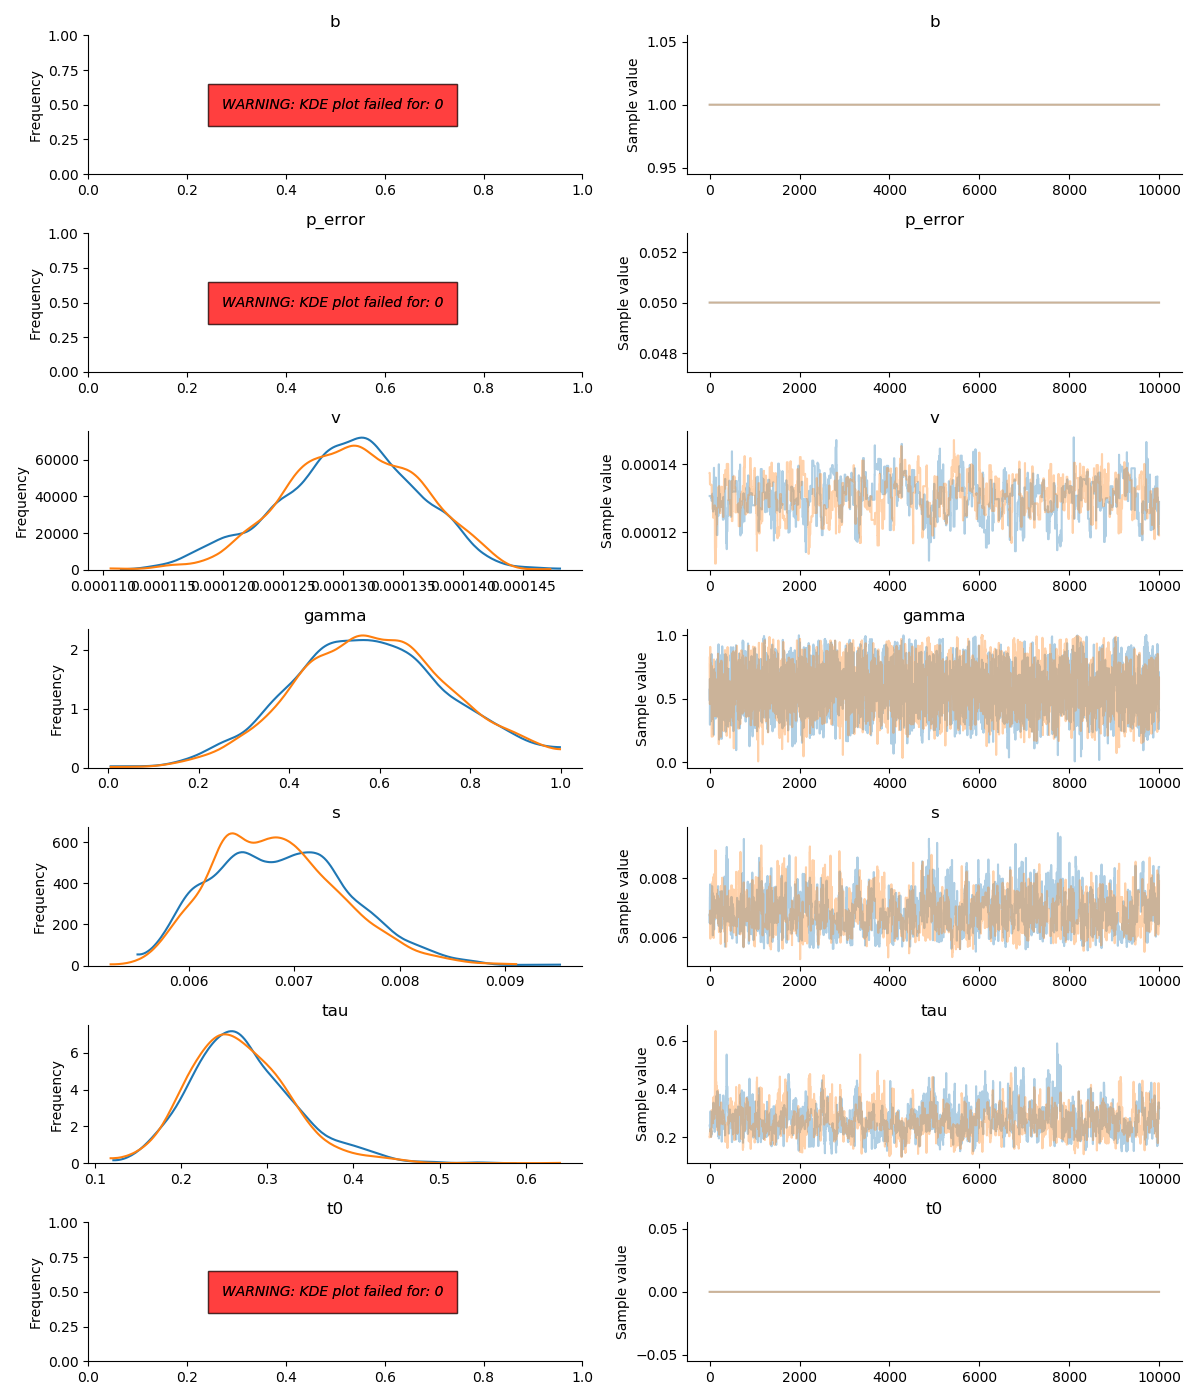 b
1.00
0.75
0.50
0.25
0.00
Frequency
WARNING: KDE plot failed for: 0
0.0 0.2 0.4 0.6 0.8 1.0
b
1.05
1.00
0.95
Sample value
0 2000 4000 6000 8000 10000
p_error
1.00
0.75
0.50
0.25
0.00
Frequency
WARNING: KDE plot failed for: 0
0.0 0.2 0.4 0.6 0.8 1.0
p_error
0.052
0.050
0.048
Sample value
0 2000 4000 6000 8000 10000
v
60000
40000
20000
0
Frequency
0.000110 0.000115 0.000120 0.000125 0.000130 0.000135 0.000140 0.000145
v
0.00014
0.00012
Sample value
0 2000 4000 6000 8000 10000
gamma
2
1
0
Frequency
0.0 0.2 0.4 0.6 0.8 1.0
gamma
1.0
0.5
0.0
Sample value
0 2000 4000 6000 8000 10000
s
600
400
200
0
Frequency
0.006 0.007 0.008 0.009
s
0.008
0.006
Sample value
0 2000 4000 6000 8000 10000
tau
6
4
2
0
Frequency
0.1 0.2 0.3 0.4 0.5 0.6
tau
0.6
0.4
0.2
Sample value
0 2000 4000 6000 8000 10000
t0
1.00
0.75
0.50
0.25
0.00
Frequency
WARNING: KDE plot failed for: 0
0.0 0.2 0.4 0.6 0.8 1.0
t0
0.05
0.00
−0.05
Sample value
0 2000 4000 6000 8000 10000